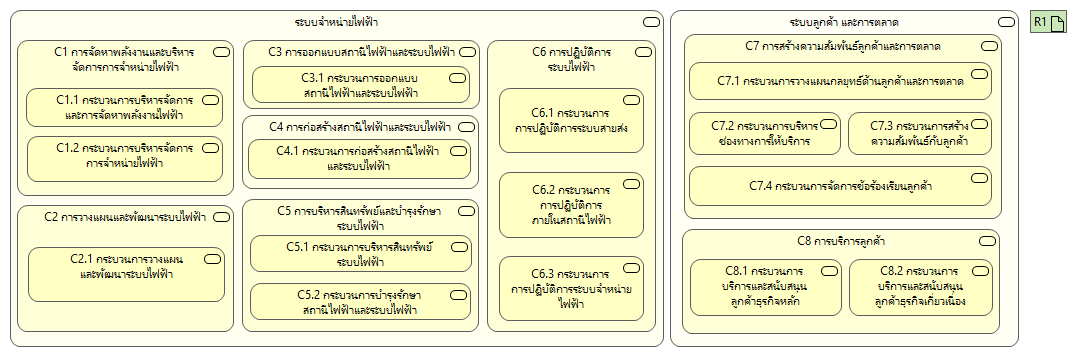 ระบบจำหน่ายไฟฟ้า
C1 การจัดหาพลังงานและบริหาร
จัดการการจำหน่ายไฟฟ้า
C1.1 กระบวนการบริหารจัดการ
และการจัดหาพลังงานไฟฟ้า
C1.2 กระบวนการบริหารจัดการ
การจำหน่ายไฟฟ้า
C2 การวางแผนและพัฒนาระบบไฟฟ้า
C2.1 กระบวนการวางแผน
และพัฒนาระบบไฟฟ้า
C3 การออกแบบสถานีไฟฟ้าและระบบไฟฟ้า
C3.1 กระบวนการออกแบบ
สถานีไฟฟ้าและระบบไฟฟ้า
C4 การก่อสร้างสถานีไฟฟ้าและระบบไฟฟ้า
C4.1 กระบวนการก่อสร้างสถานีไฟฟ้า
และระบบไฟฟ้า
C5 การบริหารสินทรัพย์และบำรุงรักษา
ระบบไฟฟ้า
C5.1 กระบวนการบริหารสินทรัพย์
ระบบไฟฟ้า
C5.2 กระบวนการบำรุงรักษา
สถานีไฟฟ้าและระบบไฟฟ้า
C6 การปฏิบัติการ
ระบบไฟฟ้า
C6.1 กระบวนการ
การปฏิบัติการระบบสายส่ง
C6.2 กระบวนการ
การปฏิบัติการ
ภายในสถานีไฟฟ้า
C6.3 กระบวนการ
การปฏิบัติการระบบจำหน่าย
ไฟฟ้า
ระบบลูกค้า และการตลาด
C7 การสร้างความสัมพันธ์ลูกค้าและการตลาด
C7.1 กระบวนการวางแผนกลยุทธ์ด้านลูกค้าและการตลาด
C7.2 กระบวนการบริหาร
ช่องทางการให้บริการ
C7.3 กระบวนการสร้าง
ความสัมพันธ์กับลูกค้า
C7.4 กระบวนการจัดการข้อร้องเรียนลูกค้า
C8 การบริการลูกค้า
C8.1 กระบวนการ
บริการและสนับสนุน
ลูกค้าธุรกิจหลัก
C8.2 กระบวนการ
บริการและสนับสนุน
ลูกค้าธุรกิจเกี่ยวเนื่อง
R1